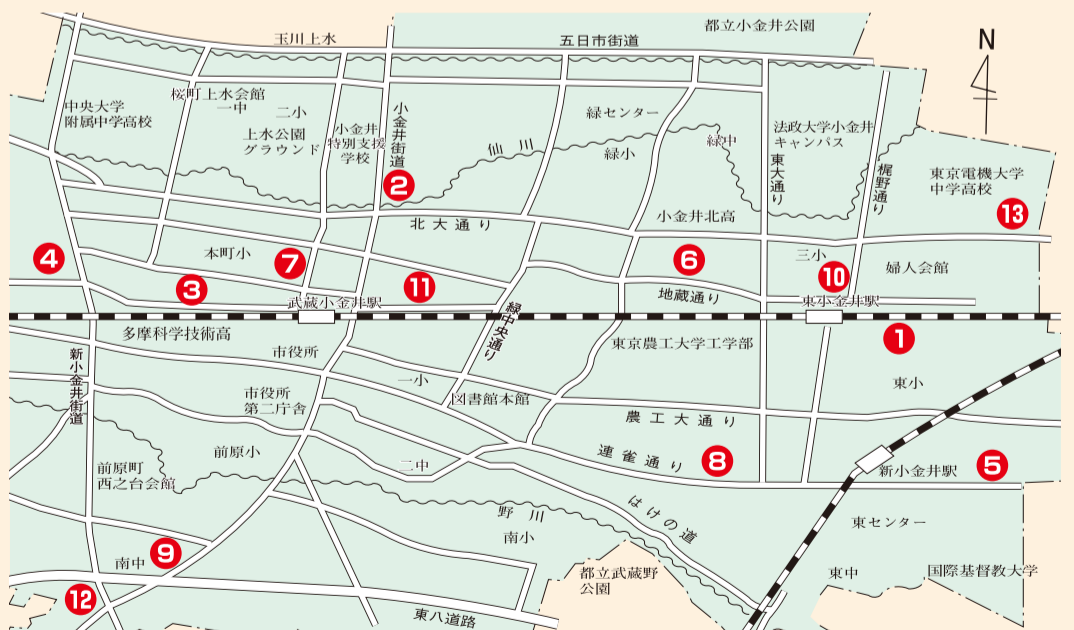 都立小金井公園
玉川上水
五日市街道
N
桜町上水会館
一中
二小
中央大学
附属中学高校
上水公園
グラウンド
小金井
特別支援
学校
小金井街道
緑センター
仙川
緑小
緑中
法政大学小金井
キャンパス
東大通り
梶野通り
東京電機大学
中学高校
2
13
小金井北高
北大通り
本町小
4
7
6
三小
10
婦人会館
3
11
地蔵通り
武蔵小金井駅
東小金井駅
多摩科学技術高
緑中央通り
1
新小金井街道
市役所
東京農工大学工学部
一小
東小
市役所
第二庁舎
図書館本館
農工大通り
前原小
二中
連雀通り
8
新小金井駅
5
前原町
西之台会館
はけの道
野川
南小
東センター
9
南中
都立武蔵野
公園
東中
国際基督教大学
12
東八道路